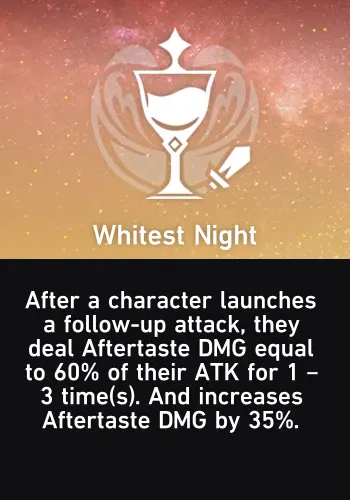 Whitest Night
After a character launches
a follow-up attack, they
deal Aftertaste DMG equal
to 60% of their ATK for 1 –
3 time(s). And increases
Aftertaste DMG by 35%.